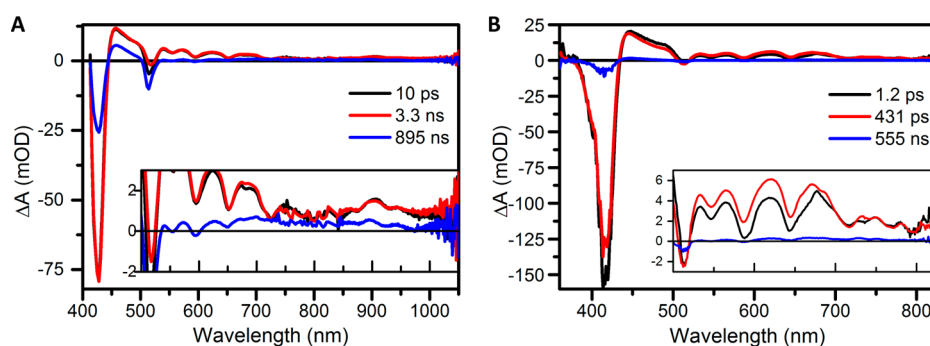 A
0
-25
-50
-75
ΔA (mOD)
10 ps
3.3 ns
895 ns
2
0
-2
400 500 600 700 800 900 1000
Wavelength (nm)
B
25
0
-25
-50
-75
-100
-125
-150
ΔA (mOD)
1.2 ps
431 ps
555 ns
6
4
2
0
-2
400 500 600 700 800 900
Wavelength (nm)